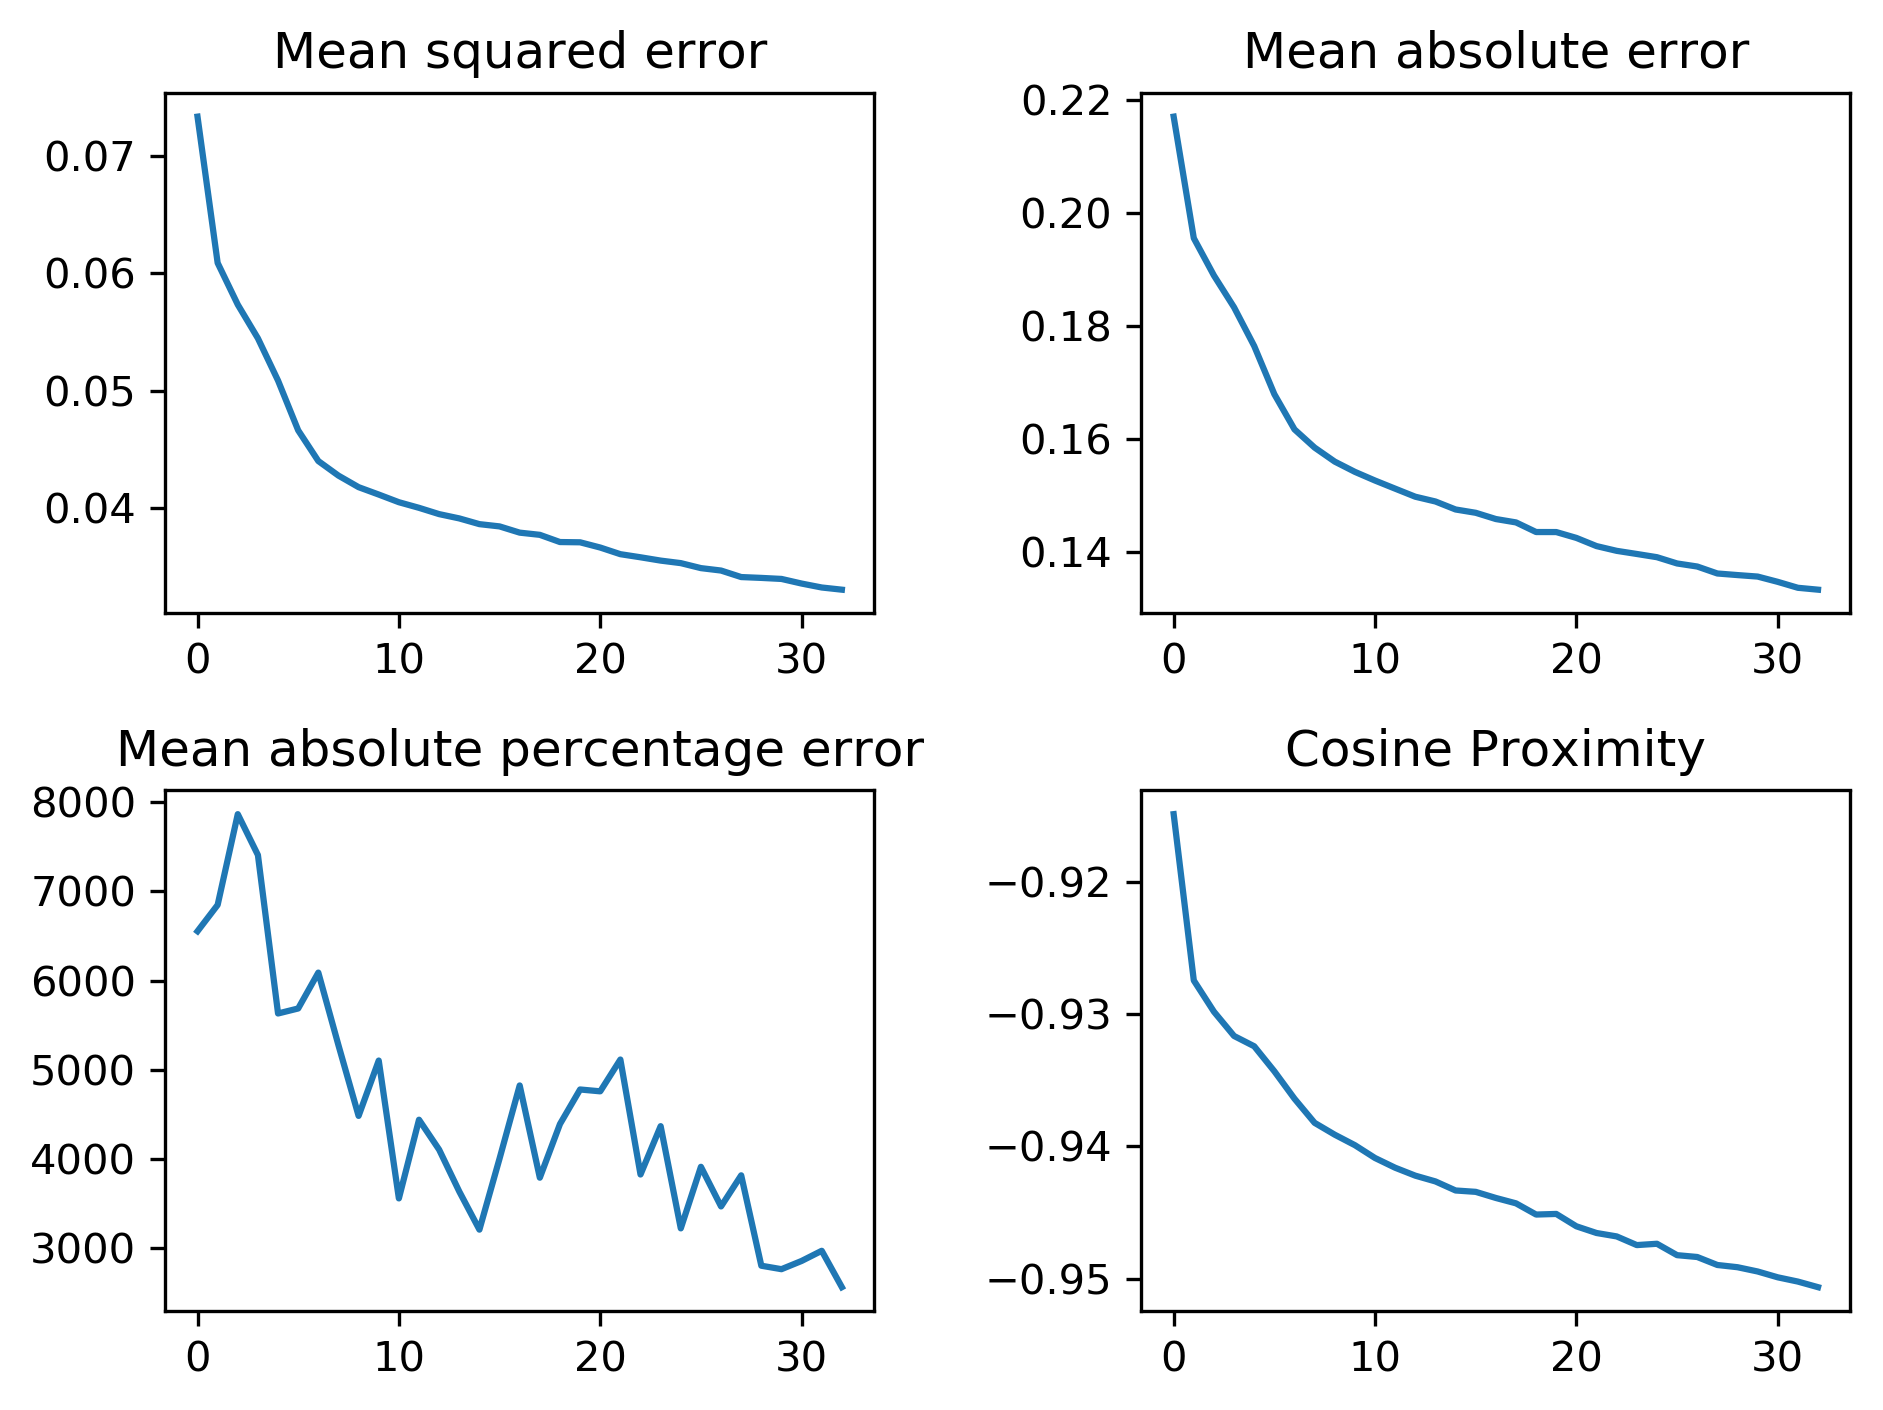 Mean squared error
0.07
0.06
0.05
0.04
0 10 20 30
Mean absolute error
0.22
0.20
0.18
0.16
0.14
0 10 20 30
Mean absolute percentage error
8000
7000
6000
5000
4000
3000
0 10 20 30
Cosine Proximity
−0.92
−0.93
−0.94
−0.95
0 10 20 30